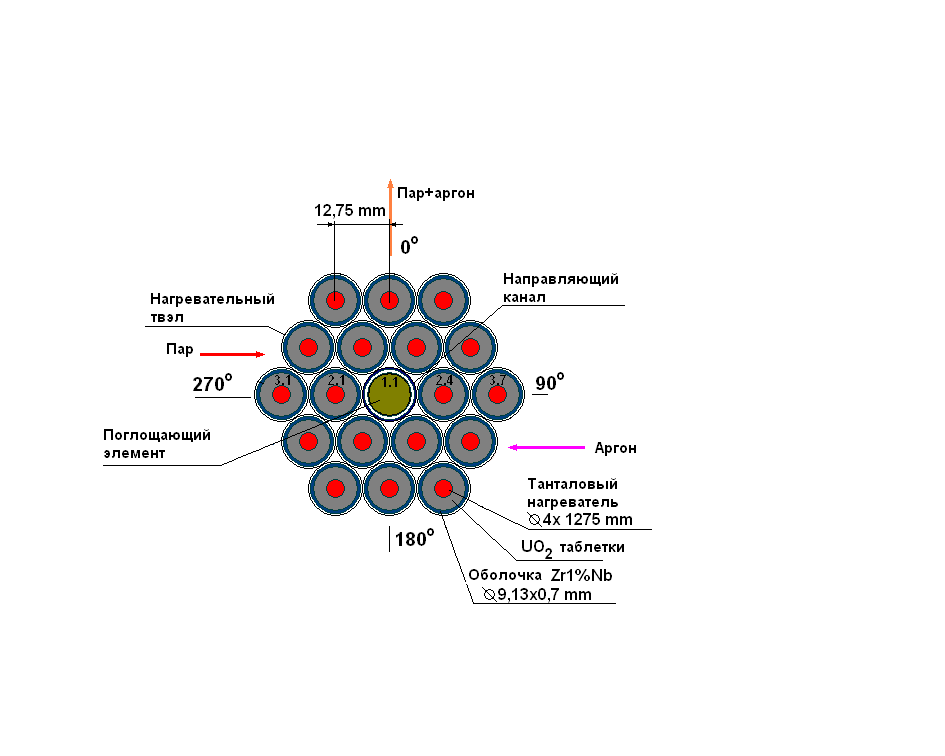 Пар+аргон
12,75 mm
0°
Направляющий
канал
Нагревательный
твэл
Пар
270°
3.1
2.1
1.1
2.4
3.7
90°
Поглощающий
элемент
Аргон
Танталовый
нагреватель
∅4x 1275 mm
180°
UO₂ таблетки
Оболочка Zr1%Nb
∅9,13x0,7 mm